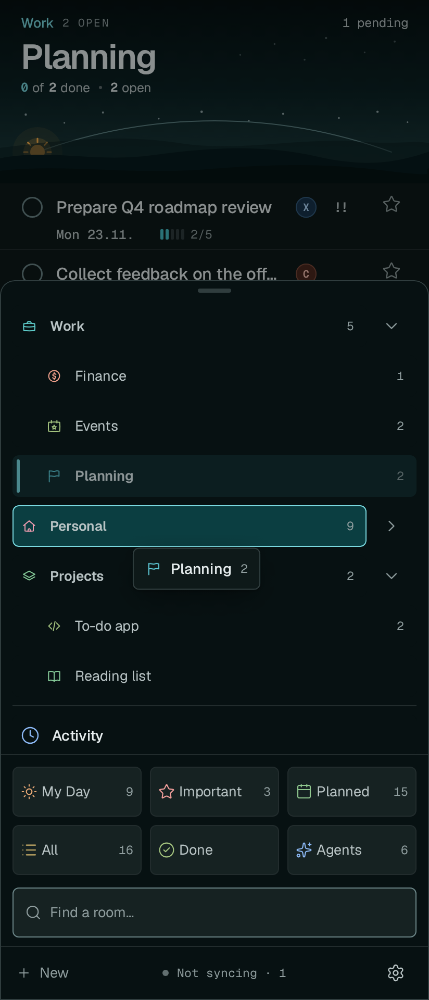 Work 2 OPEN
1 pending
Planning
0 of 2 done • 2 open
Prepare Q4 roadmap review X !!
Mon 23.11. 2/5
Collect feedback on the off… C
Work 5
Finance 1
Events 2
Planning 2
Personal 9
Planning 2
Projects 2
To-do app 2
Reading list
Activity
My Day 9
Important 3
Planned 15
All 16
Done
Agents 6
Find a room…
+ New
Not syncing · 1